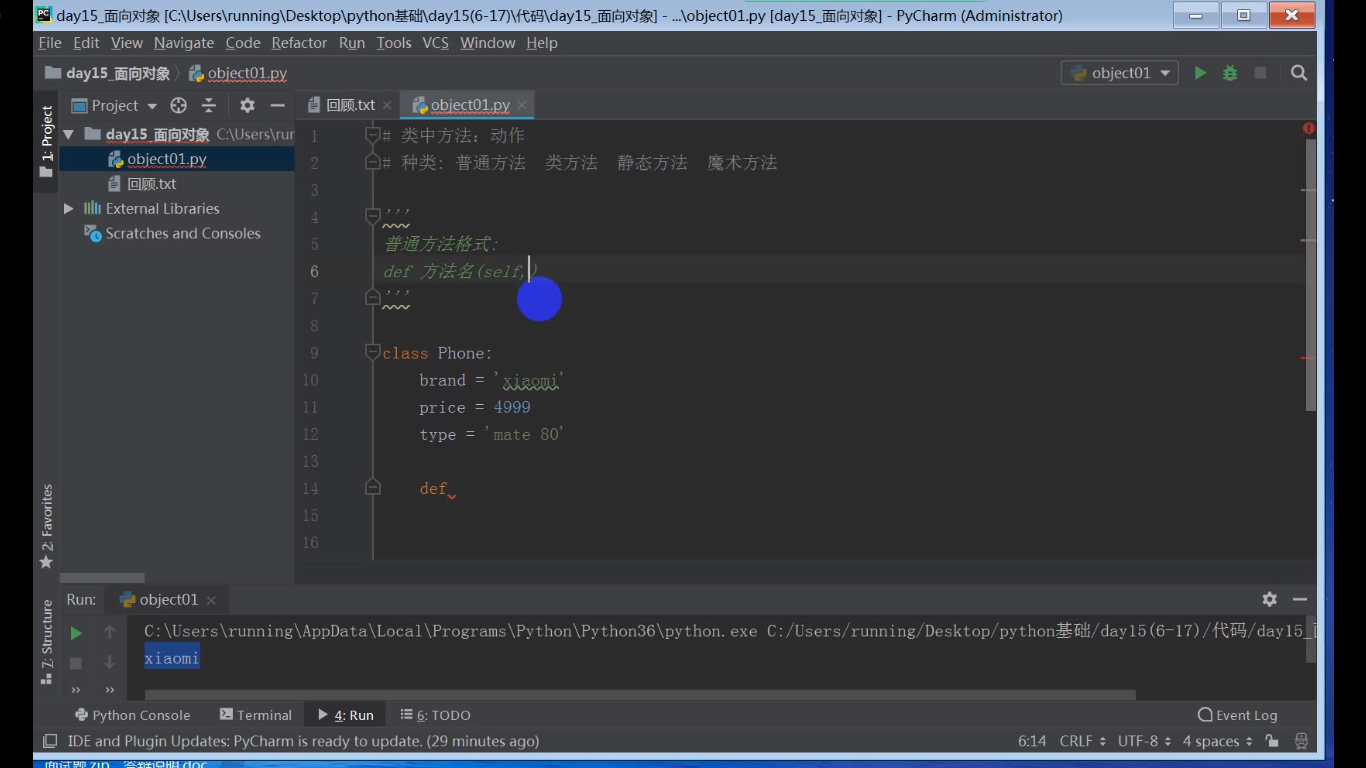 day15_面向对象 [C:\Users\running\Desktop\python基础\day15(6-17)\代码\day15_面向对象] - ...\object01.py [day15_面向对象] - PyCharm (Administrator)
File Edit View Navigate Code Refactor Run Tools VCS Window Help
day15_面向对象 object01.py object01
1: Project
Project 回顾.txt object01.py
day15_面向对象 C:\Users\rur
object01.py
回顾.txt
External Libraries
Scratches and Consoles
1 # 类中方法：动作
2 # 种类: 普通方法 类方法 静态方法 魔术方法
3
4 '''
5 普通方法格式:
6 def 方法名(self,)
7 '''
8
9 class Phone:
10 brand = 'xiaomi'
11 price = 4999
12 type = 'mate 80'
13
14 def
15
16
2: Favorites
7: Structure
Run: object01
C:\Users\running\AppData\Local\Programs\Python\Python36\python.exe C:/Users/running/Desktop/python基础/day15(6-17)/代码/day15_面
xiaomi
Python Console Terminal 4: Run 6: TODO Event Log
IDE and Plugin Updates: PyCharm is ready to update. (29 minutes ago) 6:14 CRLF UTF-8 4 spaces